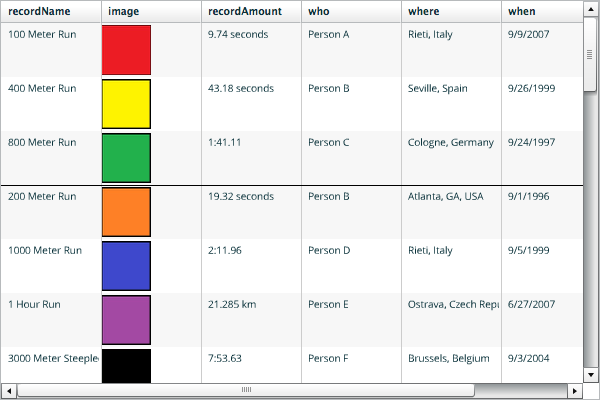 recordName image recordAmount who where when
100 Meter Run 9.74 seconds Person A Rieti, Italy 9/9/2007
400 Meter Run 43.18 seconds Person B Seville, Spain 9/26/1999
800 Meter Run 1:41.11 Person C Cologne, Germany 9/24/1997
200 Meter Run 19.32 seconds Person B Atlanta, GA, USA 9/1/1996
1000 Meter Run 2:11.96 Person D Rieti, Italy 9/5/1999
1 Hour Run 21.285 km Person E Ostrava, Czech Repu 6/27/2007
3000 Meter Steeple 7:53.63 Person F Brussels, Belgium 9/3/2004